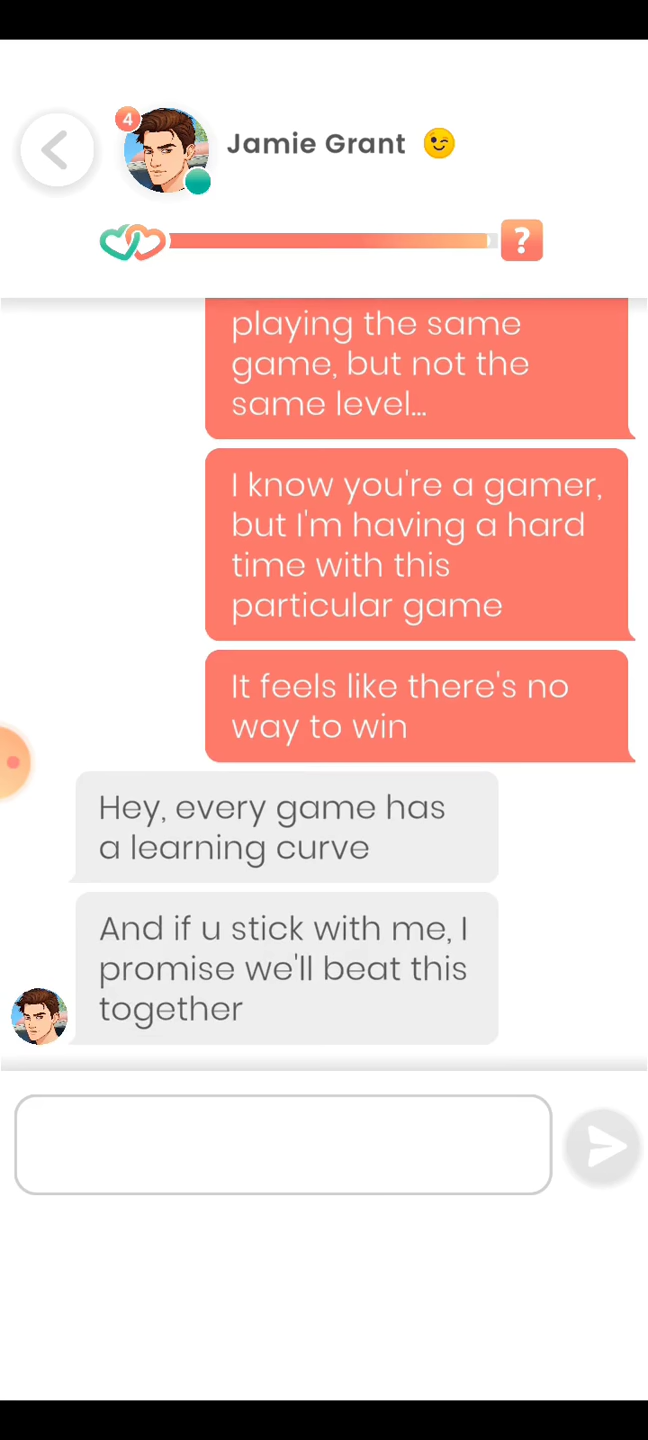 4
Jamie Grant 😉
?
playing the same
game, but not the
same level...
I know you're a gamer,
but I'm having a hard
time with this
particular game
It feels like there's no
way to win
Hey, every game has
a learning curve
And if u stick with me, I
promise we'll beat this
together